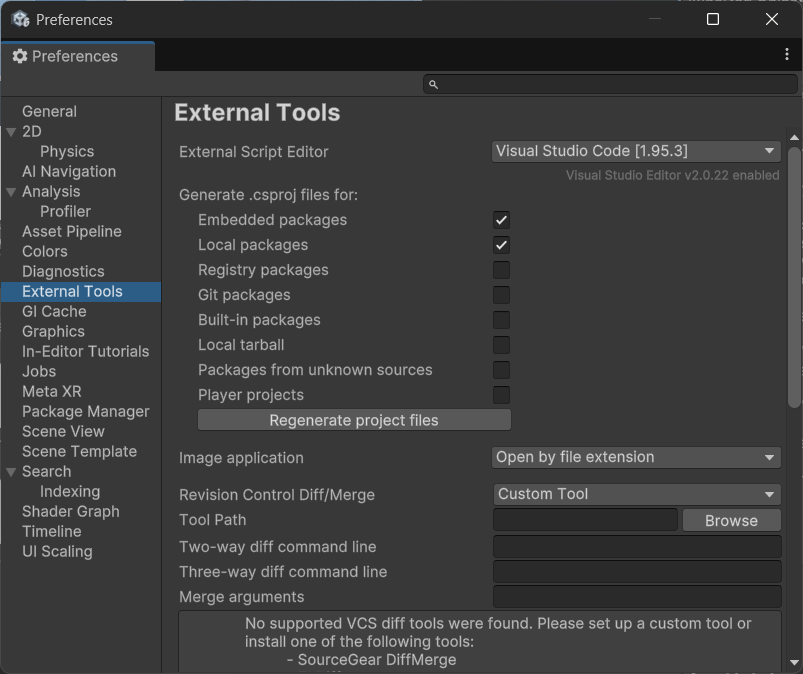 Preferences
Preferences
General
2D
Physics
AI Navigation
Analysis
Profiler
Asset Pipeline
Colors
Diagnostics
External Tools
GI Cache
Graphics
In-Editor Tutorials
Jobs
Meta XR
Package Manager
Scene View
Scene Template
Search
Indexing
Shader Graph
Timeline
UI Scaling
External Tools
External Script Editor Visual Studio Code [1.95.3]
Visual Studio Editor v2.0.22 enabled
Generate .csproj files for:
Embedded packages
Local packages
Registry packages
Git packages
Built-in packages
Local tarball
Packages from unknown sources
Player projects
Regenerate project files
Image application Open by file extension
Revision Control Diff/Merge Custom Tool
Tool Path Browse
Two-way diff command line
Three-way diff command line
Merge arguments
No supported VCS diff tools were found. Please set up a custom tool or
install one of the following tools:
- SourceGear DiffMerge